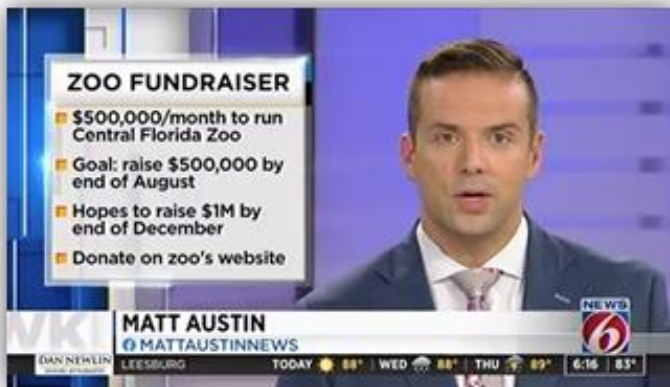 ZOO FUNDRAISER
$500,000/month to run
Central Florida Zoo
Goal: raise $500,000 by
end of August
Hopes to raise $1M by
end of December
Donate on zoo's website
MATT AUSTIN
MATTAUSTINNEWS
NEWS
6
DAN NEWLIN
LEESBURG TODAY 88° WED 88° THU 89° 6:16 83°